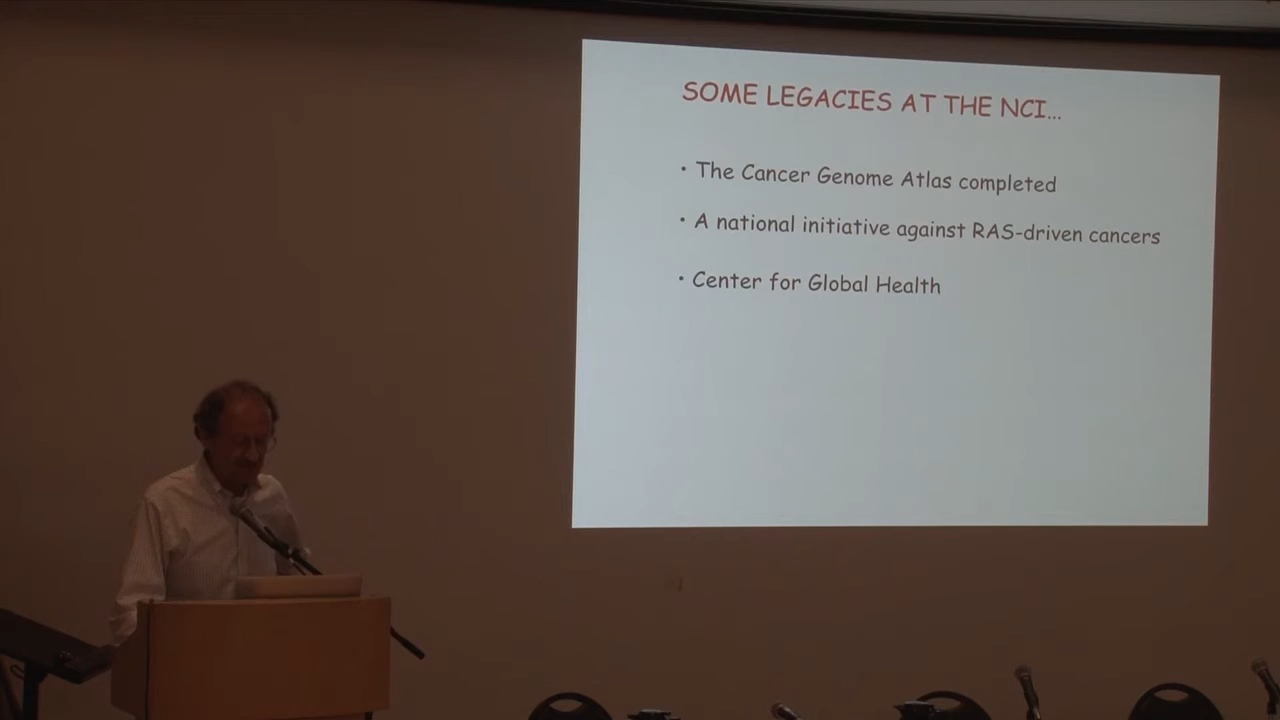 SOME LEGACIES AT THE NCI...
• The Cancer Genome Atlas completed
• A national initiative against RAS-driven cancers
• Center for Global Health